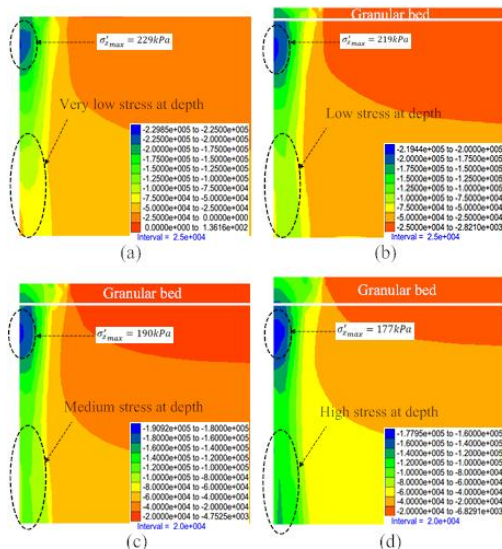 σ′zmax = 229kPa
Very low stress at depth
-2.2985e+005 to -2.2500e+005
-2.2500e+005 to -2.0000e+005
-2.0000e+005 to -1.7500e+005
-1.7500e+005 to -1.5000e+005
-1.5000e+005 to -1.2500e+005
-1.2500e+005 to -1.0000e+005
-1.0000e+005 to -7.5000e+004
-7.5000e+004 to -5.0000e+004
-5.0000e+004 to -2.5000e+004
-2.5000e+004 to 0.0000e+000
0.0000e+000 to 1.3616e+002
Interval = 2.5e+004
(a)
Granular bed
σ′zmax = 219kPa
Low stress at depth
-2.1944e+005 to -2.0000e+005
-2.0000e+005 to -1.7500e+005
-1.7500e+005 to -1.5000e+005
-1.5000e+005 to -1.2500e+005
-1.2500e+005 to -1.0000e+005
-1.0000e+005 to -7.5000e+004
-7.5000e+004 to -5.0000e+004
-5.0000e+004 to -2.5000e+004
-2.5000e+004 to -2.8210e+003
Interval = 2.5e+004
(b)
Granular bed
σ′zmax = 190kPa
Medium stress at depth
-1.9092e+005 to -1.8000e+005
-1.8000e+005 to -1.6000e+005
-1.6000e+005 to -1.4000e+005
-1.4000e+005 to -1.2000e+005
-1.2000e+005 to -1.0000e+005
-1.0000e+005 to -8.0000e+004
-8.0000e+004 to -6.0000e+004
-6.0000e+004 to -4.0000e+004
-4.0000e+004 to -2.0000e+004
-2.0000e+004 to -4.7525e+003
Interval = 2.0e+004
(c)
Granular bed
σ′zmax = 177kPa
High stress at depth
-1.7795e+005 to -1.6000e+005
-1.6000e+005 to -1.4000e+005
-1.4000e+005 to -1.2000e+005
-1.2000e+005 to -1.0000e+005
-1.0000e+005 to -8.0000e+004
-8.0000e+004 to -6.0000e+004
-6.0000e+004 to -4.0000e+004
-4.0000e+004 to -2.0000e+004
-2.0000e+004 to -6.8291e+003
Interval = 2.0e+004
(d)